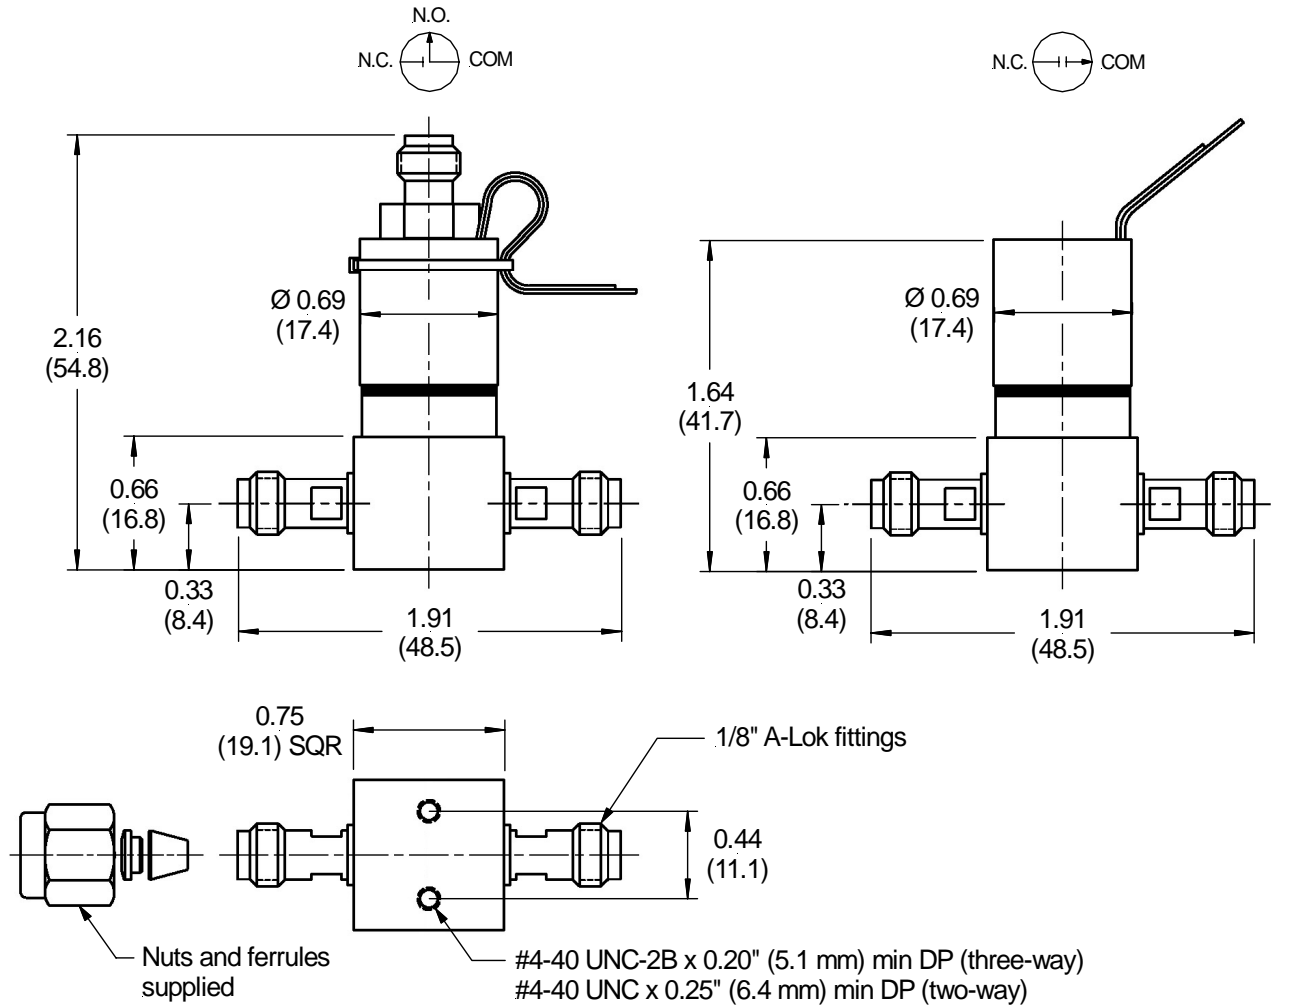 N.O.
N.C.
COM
N.C.
COM
Ø 0.69
(17.4)
2.16
(54.8)
0.66
(16.8)
0.33
(8.4)
1.91
(48.5)
Ø 0.69
(17.4)
1.64
(41.7)
0.66
(16.8)
0.33
(8.4)
1.91
(48.5)
0.75
(19.1) SQR
1/8" A-Lok fittings
0.44
(11.1)
Nuts and ferrules
supplied
#4-40 UNC-2B x 0.20" (5.1 mm) min DP (three-way)
#4-40 UNC x 0.25" (6.4 mm) min DP (two-way)